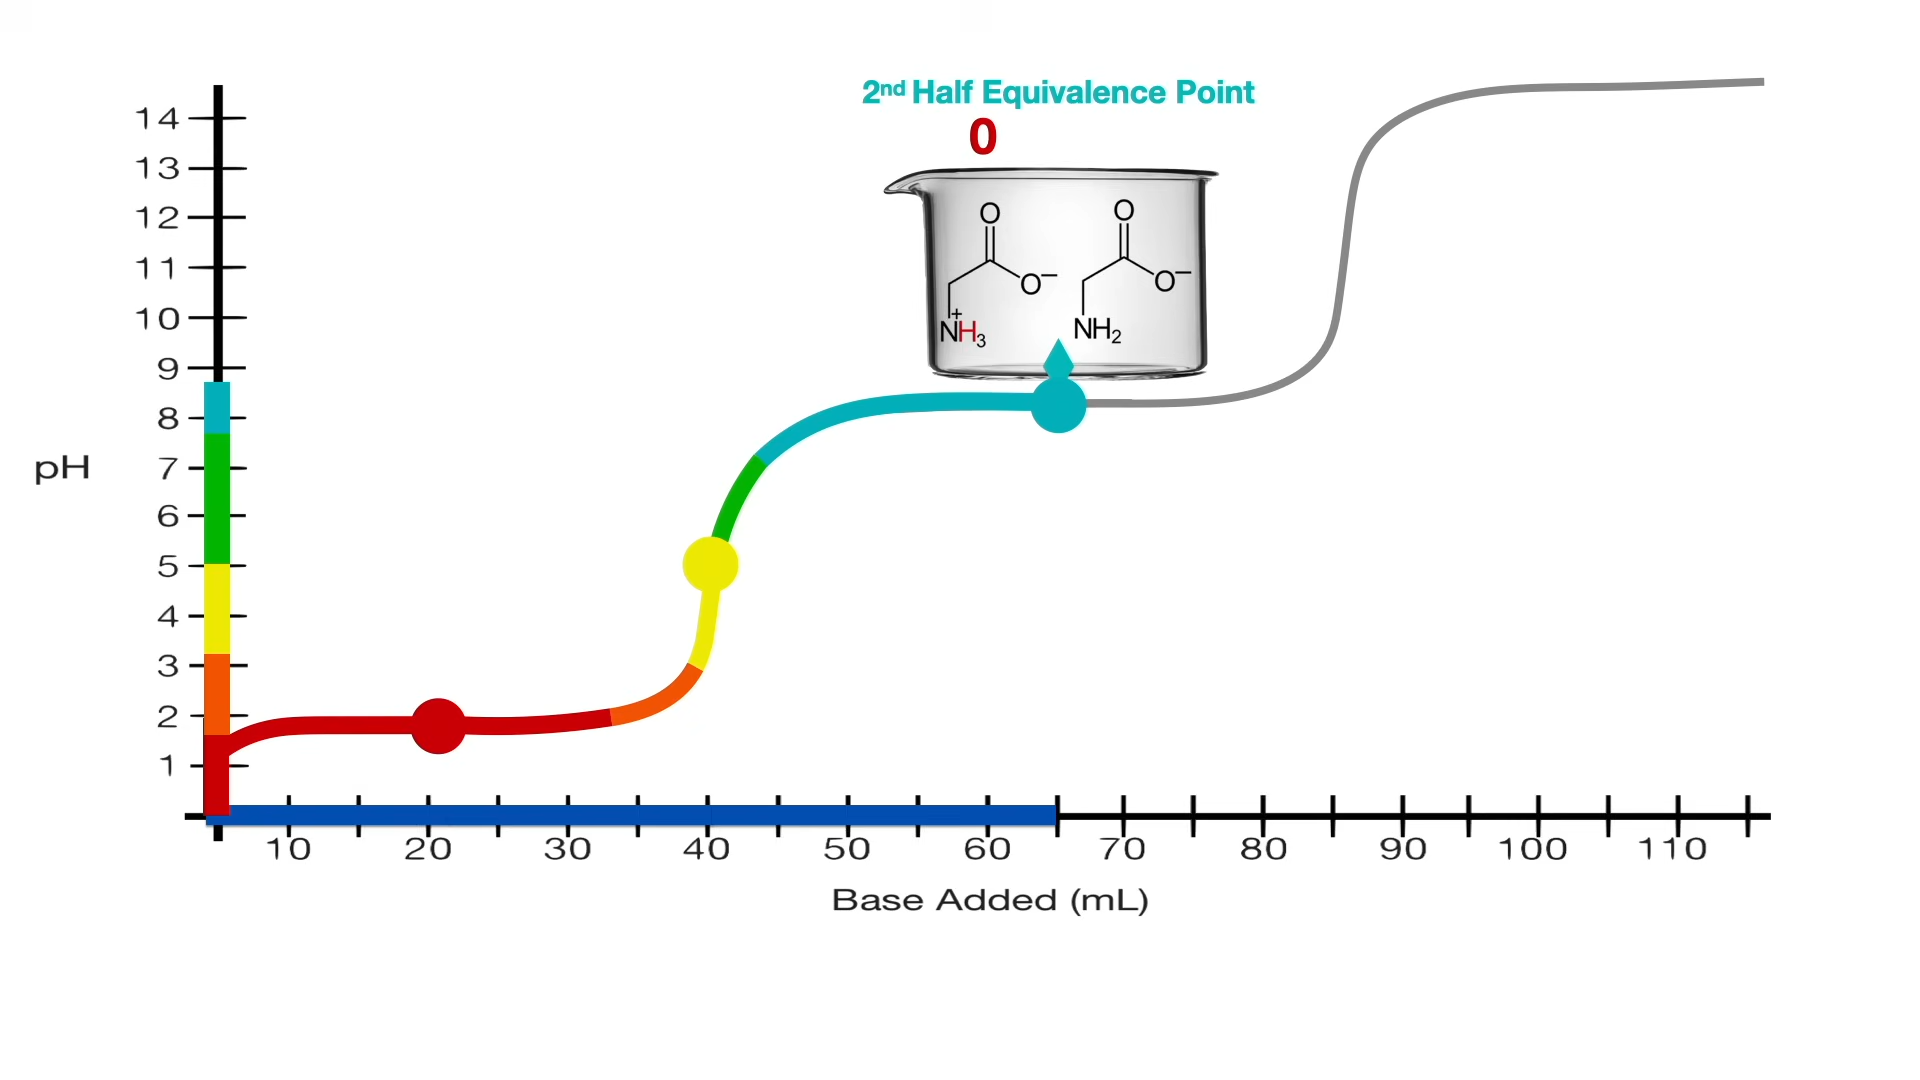 2nd Half Equivalence Point
0
O O
O− O−
+
NH3 NH2
14
13
12
11
10
9
8
pH
7
6
5
4
3
2
1
10 20 30 40 50 60 70 80 90 100 110
Base Added (mL)